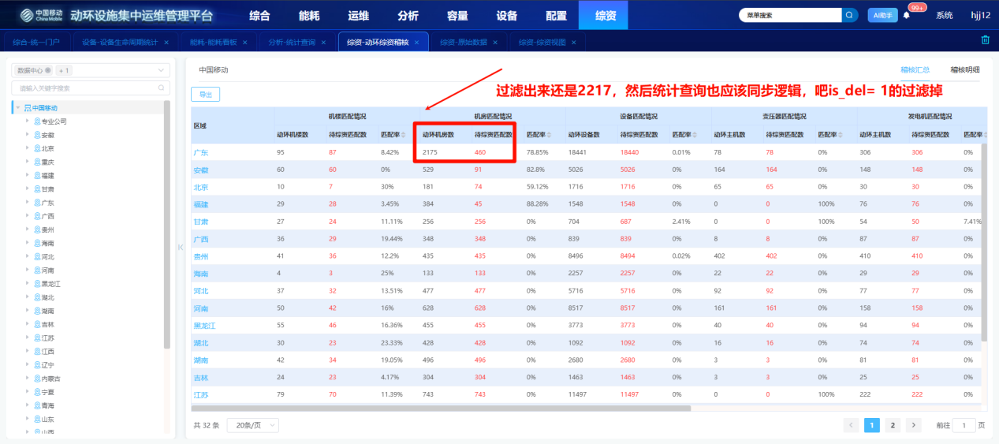 中国移动 China Mobile 动环设施集中运维管理平台 综合 能耗 运维 分析 容量 设备 配置 综资 菜单搜索 AI助手 99+ 系统 hjj12
综合-统一门户 设备-设备生命周期统计 × 能耗-能耗看板 × 分析-统计查询 × 综资-动环综资稽核 × 综资-原始数据 × 综资-综资视图 ×
数据中心 + 1
请输入关键字搜索
中国移动
专业公司
安徽
北京
重庆
福建
甘肃
广东
广西
贵州
海南
河北
河南
黑龙江
湖北
湖南
吉林
江苏
江西
辽宁
内蒙古
宁夏
青海
山东
山西
中国移动 稽核汇总 稽核明细
导出
过滤出来还是2217，然后统计查询也应该同步逻辑，吧is_del= 1的过滤掉
区域 机楼匹配情况 机房匹配情况 设备匹配情况 变压器匹配情况 发电机匹配情况
动环机楼数 待综资匹配数 匹配率 动环机房数 待综资匹配数 匹配率 动环设备数 待综资匹配数 匹配率 动环主机数 待综资匹配数 匹配率 动环主机数 待综资匹配数 匹配率
广东 95 87 8.42% 2175 460 78.85% 18441 18440 0.01% 78 78 0% 306 306 0%
安徽 60 60 0% 529 91 82.8% 5026 5026 0% 164 164 0% 148 148 0%
北京 10 7 30% 181 74 59.12% 1716 1716 0% 65 65 0% 30 30 0%
福建 29 28 3.45% 384 45 88.28% 1548 1548 0% 0 0 100% 76 76 0%
甘肃 27 24 11.11% 256 256 0% 704 687 2.41% 0 0 100% 54 50 7.41%
广西 36 29 19.44% 348 348 0% 839 839 0% 8 8 0% 87 87 0%
贵州 41 36 12.2% 435 435 0% 8496 8494 0.02% 402 402 0% 410 410 0%
海南 4 3 25% 133 133 0% 2257 2257 0% 22 22 0% 29 29 0%
河北 37 32 13.51% 477 477 0% 5716 5716 0% 92 92 0% 77 77 0%
河南 50 42 16% 628 628 0% 8517 8517 0% 161 161 0% 158 158 0%
黑龙江 55 46 16.36% 455 455 0% 3773 3773 0% 40 40 0% 94 94 0%
湖北 30 23 23.33% 428 428 0% 1092 1092 0% 16 16 0% 74 74 0%
湖南 42 34 19.05% 496 496 0% 2680 2680 0% 3 3 0% 81 81 0%
吉林 24 23 4.17% 304 304 0% 1463 1463 0% 3 3 0% 25 25 0%
江苏 79 70 11.39% 743 743 0% 11497 11497 0% 0 0 100% 222 222 0%
共 32 条 20条/页 1 2 前往 1 页